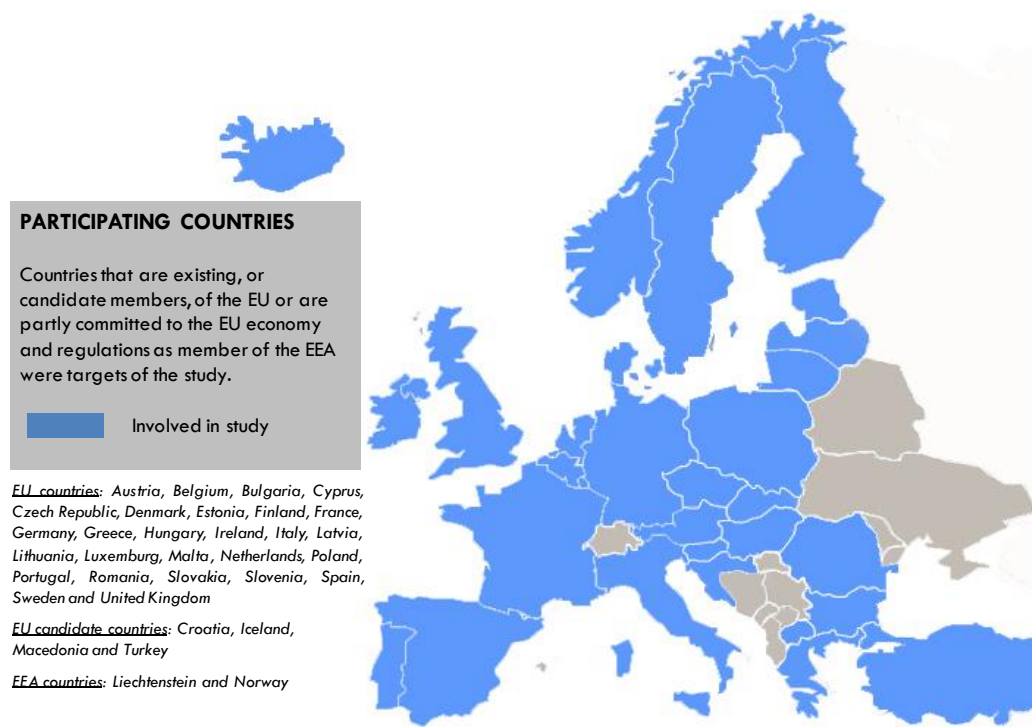 PARTICIPATING COUNTRIES
Countries that are existing, or
candidate members, of the EU or are
partly committed to the EU economy
and regulations as member of the EEA
were targets of the study.
Involved in study
EU countries: Austria, Belgium, Bulgaria, Cyprus,
Czech Republic, Denmark, Estonia, Finland, France,
Germany, Greece, Hungary, Ireland, Italy, Latvia,
Lithuania, Luxemburg, Malta, Netherlands, Poland,
Portugal, Romania, Slovakia, Slovenia, Spain,
Sweden and United Kingdom
EU candidate countries: Croatia, Iceland,
Macedonia and Turkey
EEA countries: Liechtenstein and Norway